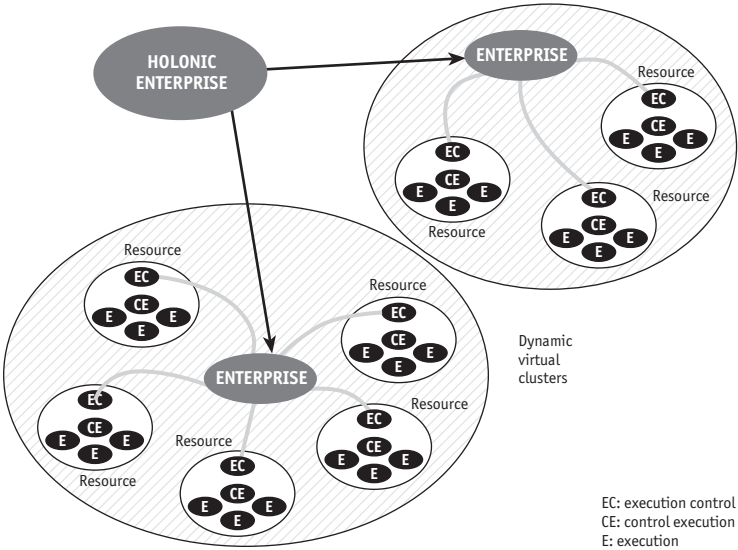 HOLONIC
ENTERPRISE
ENTERPRISE
Resource
EC
CE
E
E
E
EC
CE
E
E
E
Resource
Resource
EC
CE
E
E
E
Resource
EC
CE
E
E
E
Resource
EC
CE
E
E
E
ENTERPRISE
Dynamic
virtual
clusters
EC
CE
E
E
E
Resource
Resource
EC
CE
E
E
E
Resource
EC
CE
E
E
E
EC: execution control
CE: control execution
E: execution